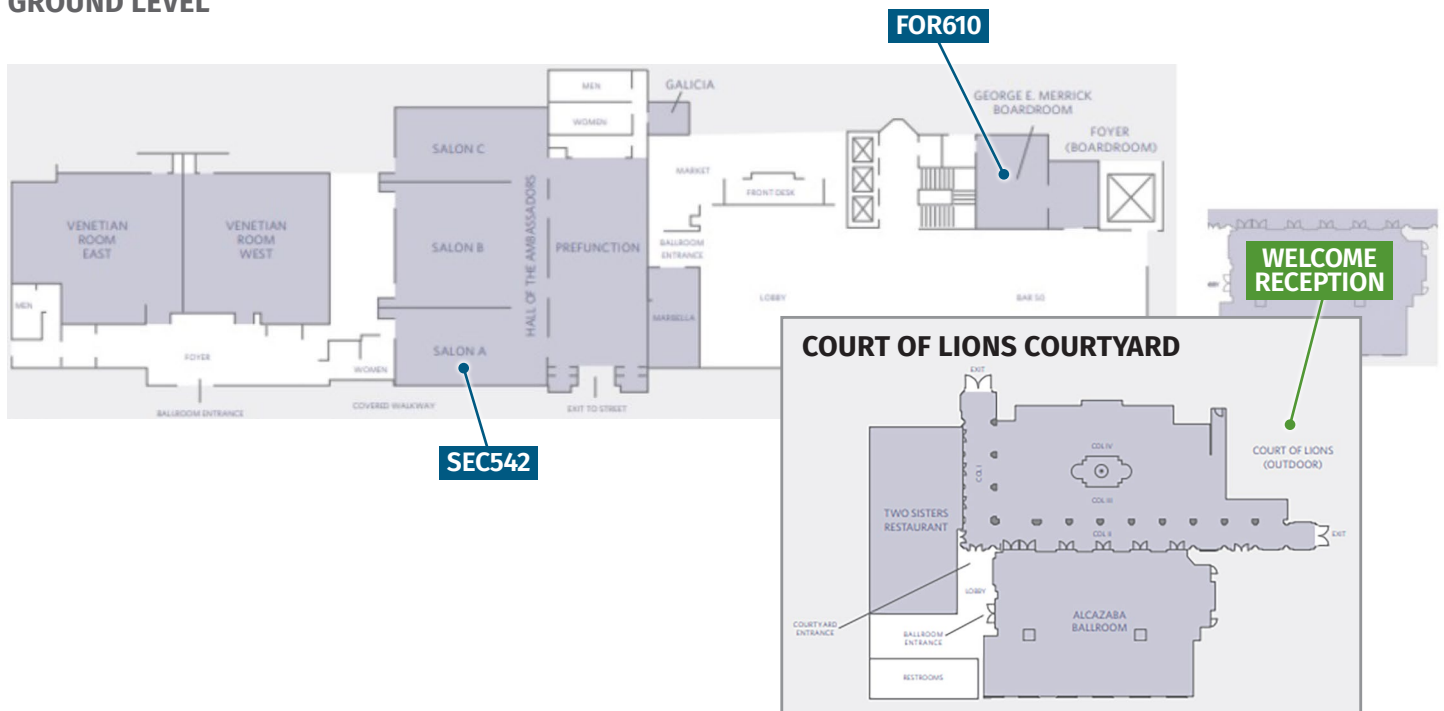 GROUND LEVEL
FOR610
MEN
WOMEN
GALICIA
GEORGE E. MERRICK
BOARDROOM
FOYER
(BOARDROOM)
SALON C
MARKET
FRONT DESK
HALL OF THE AMBASSADORS
VENETIAN
ROOM
EAST
VENETIAN
ROOM
WEST
SALON B
PREFUNCTION
BALLROOM
ENTRANCE
LOBBY
BAR SG
MEN
MARBELLA
FOYER
WOMEN
SALON A
BALLROOM ENTRANCE
COVERED WALKWAY
EXIT TO STREET
SEC542
WELCOME
RECEPTION
COURT OF LIONS COURTYARD
EXIT
COL IV
COL I
COURT OF LIONS
(OUTDOOR)
COL III
TWO SISTERS
RESTAURANT
COL II
EXIT
LOBBY
COURTYARD
ENTRANCE
BALLROOM
ENTRANCE
ALCAZABA
BALLROOM
RESTROOMS